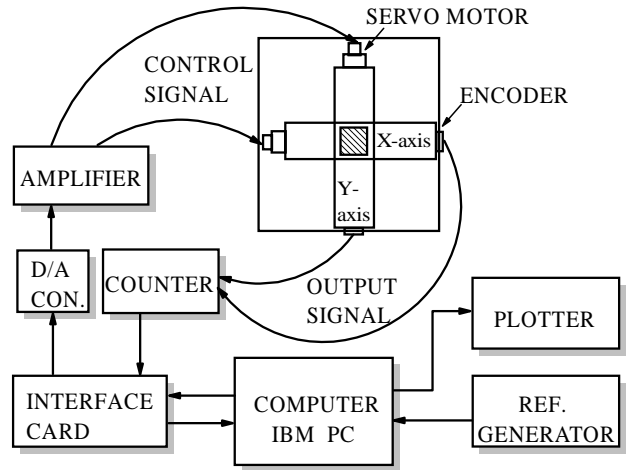 SERVO MOTOR
CONTROL
SIGNAL
ENCODER
X-axis
AMPLIFIER
Y-
axis
D/A
CON.
COUNTER
OUTPUT
SIGNAL
PLOTTER
INTERFACE
CARD
COMPUTER
IBM PC
REF.
GENERATOR